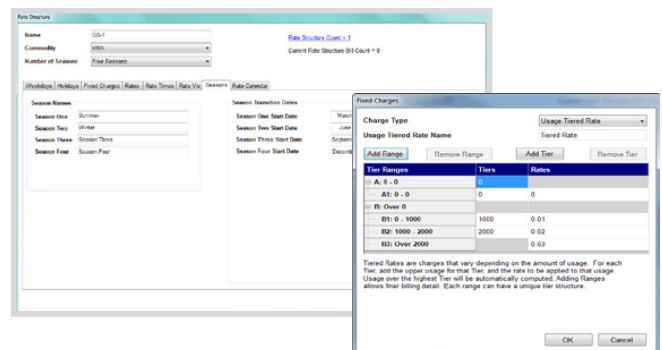 Rate Structure
Name GS-1
Commodity kWh
Number of Seasons Four Seasons
Rate Structure Count = 1
Current Rate Structure Bill Count = 0
Weekdays Holidays Fixed Charges Rates Rate Times Rate Vis Seasons Rate Calendar
Season Names
Season One Summer
Season Two Winter
Season Three Season Three
Season Four Season Four
Season Transition Dates
Season One Start Date March
Season Two Start Date June
Season Three Start Date
Season Four Start Date
Fixed Charges
Charge Type Usage Tiered Rate
Usage Tiered Rate Name Tiered Rate
Add Range Remove Range Add Tier Remove Tier
Tier Ranges Tiers Rates
A: 0 - 0 0
A1: 0 - 0 0 0
B: Over 0
B1: 0 - 1000 1000 0.01
B2: 1000 - 2000 2000 0.02
B3: Over 2000 0.03
Tiered Rates are charges that vary depending on the amount of usage. For each
Tier, add the upper usage for that Tier, and the rate to be applied to that usage.
Usage over the highest Tier will be automatically computed. Adding Ranges
allows finer billing detail. Each range can have a unique tier structure.
OK Cancel